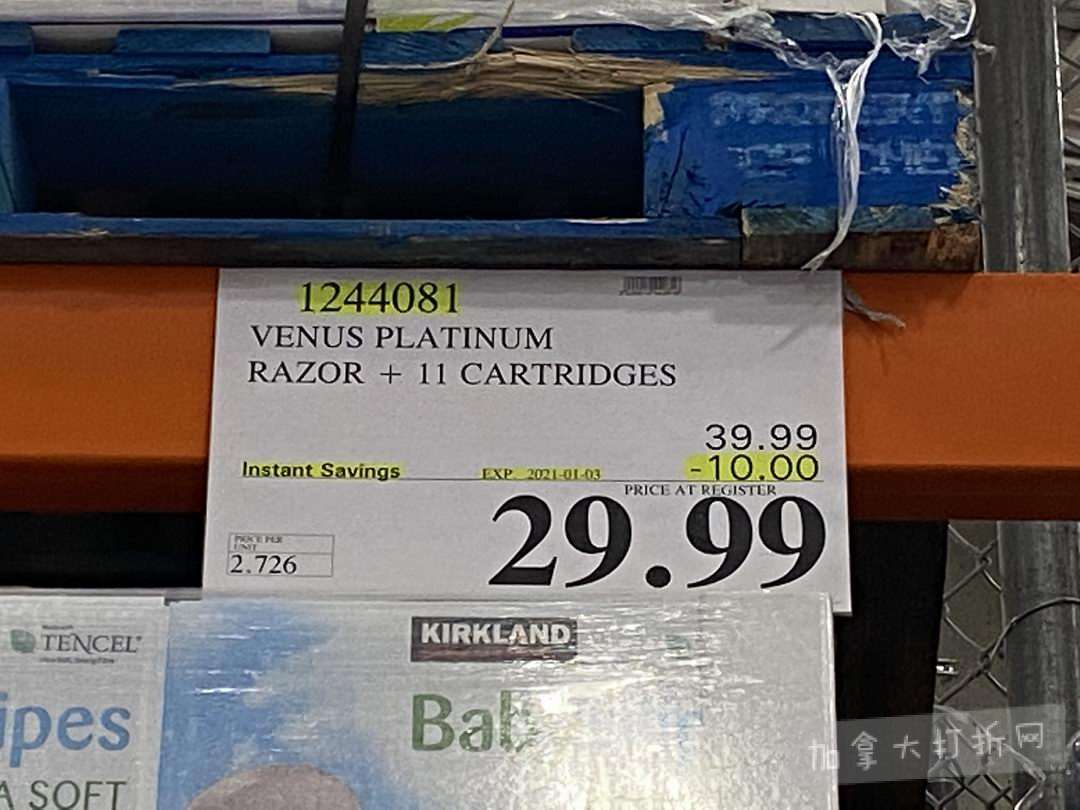 1244081
VENUS PLATINUM
RAZOR + 11 CARTRIDGES
39.99
Instant Savings EXP. 2021-01-03 -10.00
PRICE AT REGISTER
29.99
PRICE PER
UNIT
2.726
TENCEL
KIRKLAND
ipes
Bab
A SOFT
加拿大打折网